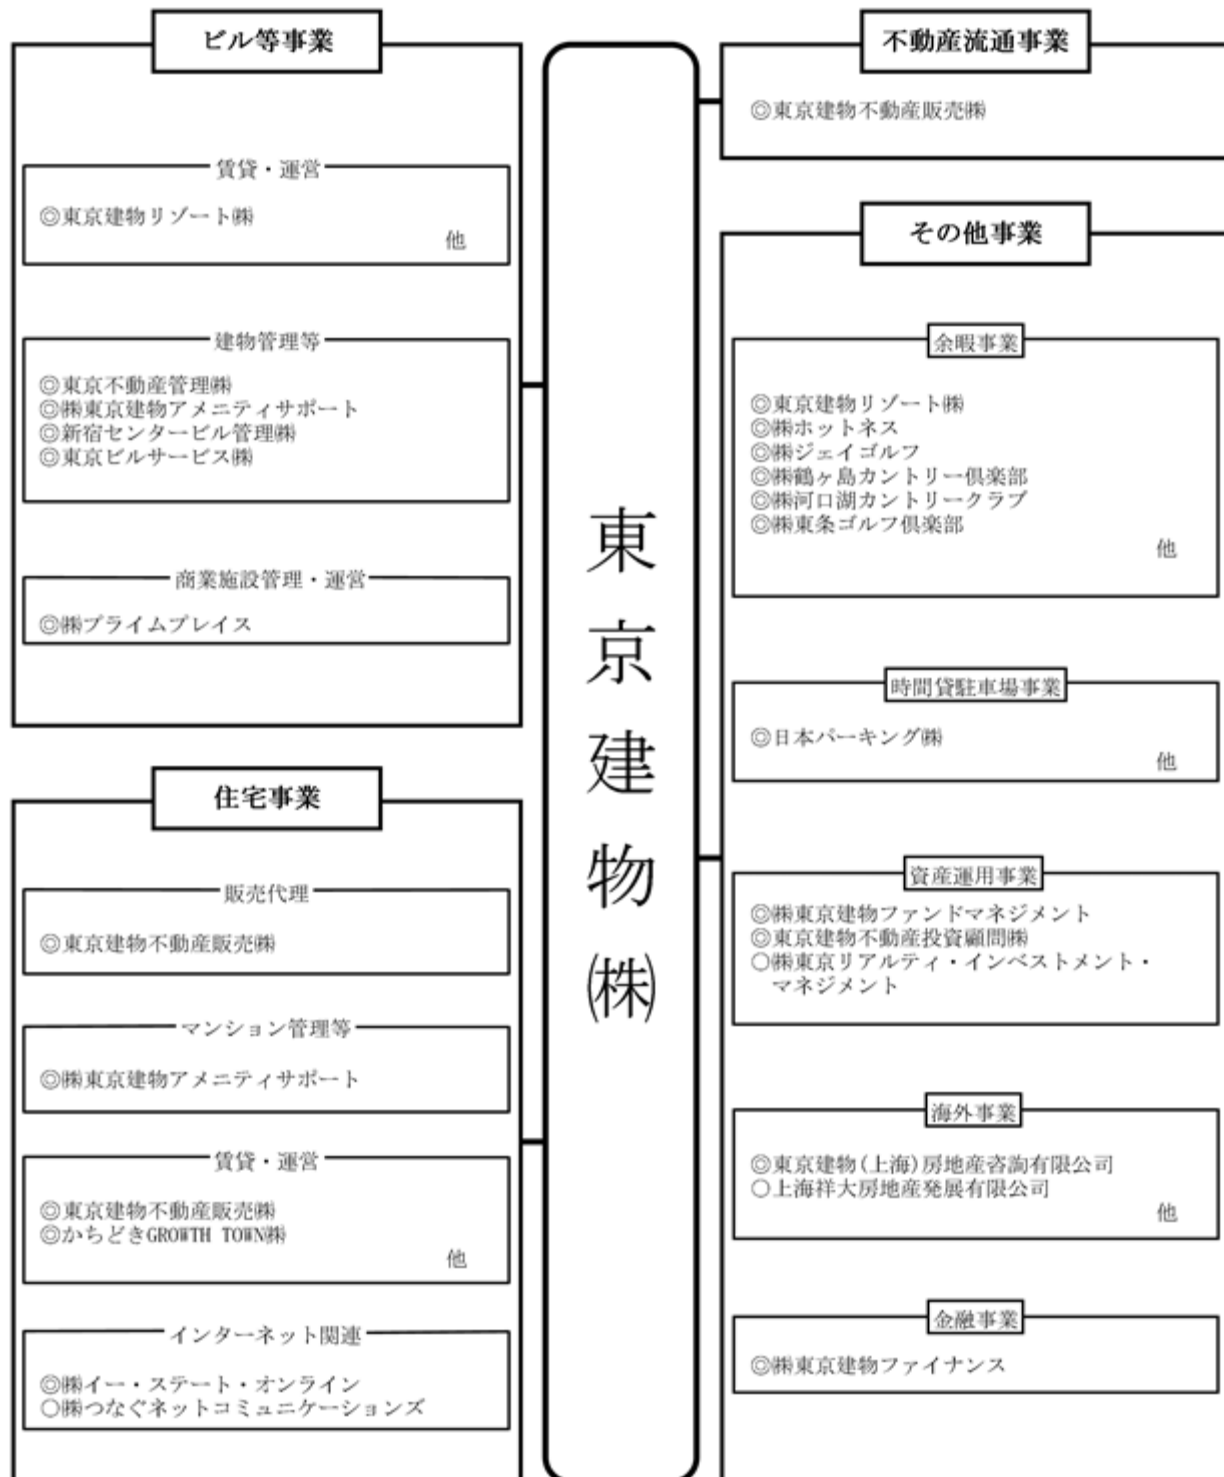 ビル等事業
賃貸・運営
◎東京建物リゾート㈱
他
建物管理等
◎東京不動産管理㈱
◎㈱東京建物アメニティサポート
◎新宿センタービル管理㈱
◎東京ビルサービス㈱
商業施設管理・運営
◎㈱プライムプレイス
住宅事業
販売代理
◎東京建物不動産販売㈱
マンション管理等
◎㈱東京建物アメニティサポート
賃貸・運営
◎東京建物不動産販売㈱
◎かちどきGROWTH TOWN㈱
他
インターネット関連
◎㈱イー・ステート・オンライン
○㈱つなぐネットコミュニケーションズ
東京建物(株)
不動産流通事業
◎東京建物不動産販売㈱
その他事業
余暇事業
◎東京建物リゾート㈱
◎㈱ホットネス
◎㈱ジェイゴルフ
◎㈱鶴ヶ島カントリー倶楽部
◎㈱河口湖カントリークラブ
◎㈱東条ゴルフ倶楽部
他
時間貸駐車場事業
◎日本パーキング㈱
他
資産運用事業
◎㈱東京建物ファンドマネジメント
◎東京建物不動産投資顧問㈱
○㈱東京リアルティ・インベストメント・
マネジメント
海外事業
◎東京建物(上海)房地産咨詢有限公司
○上海祥大房地産発展有限公司
他
金融事業
◎㈱東京建物ファイナンス